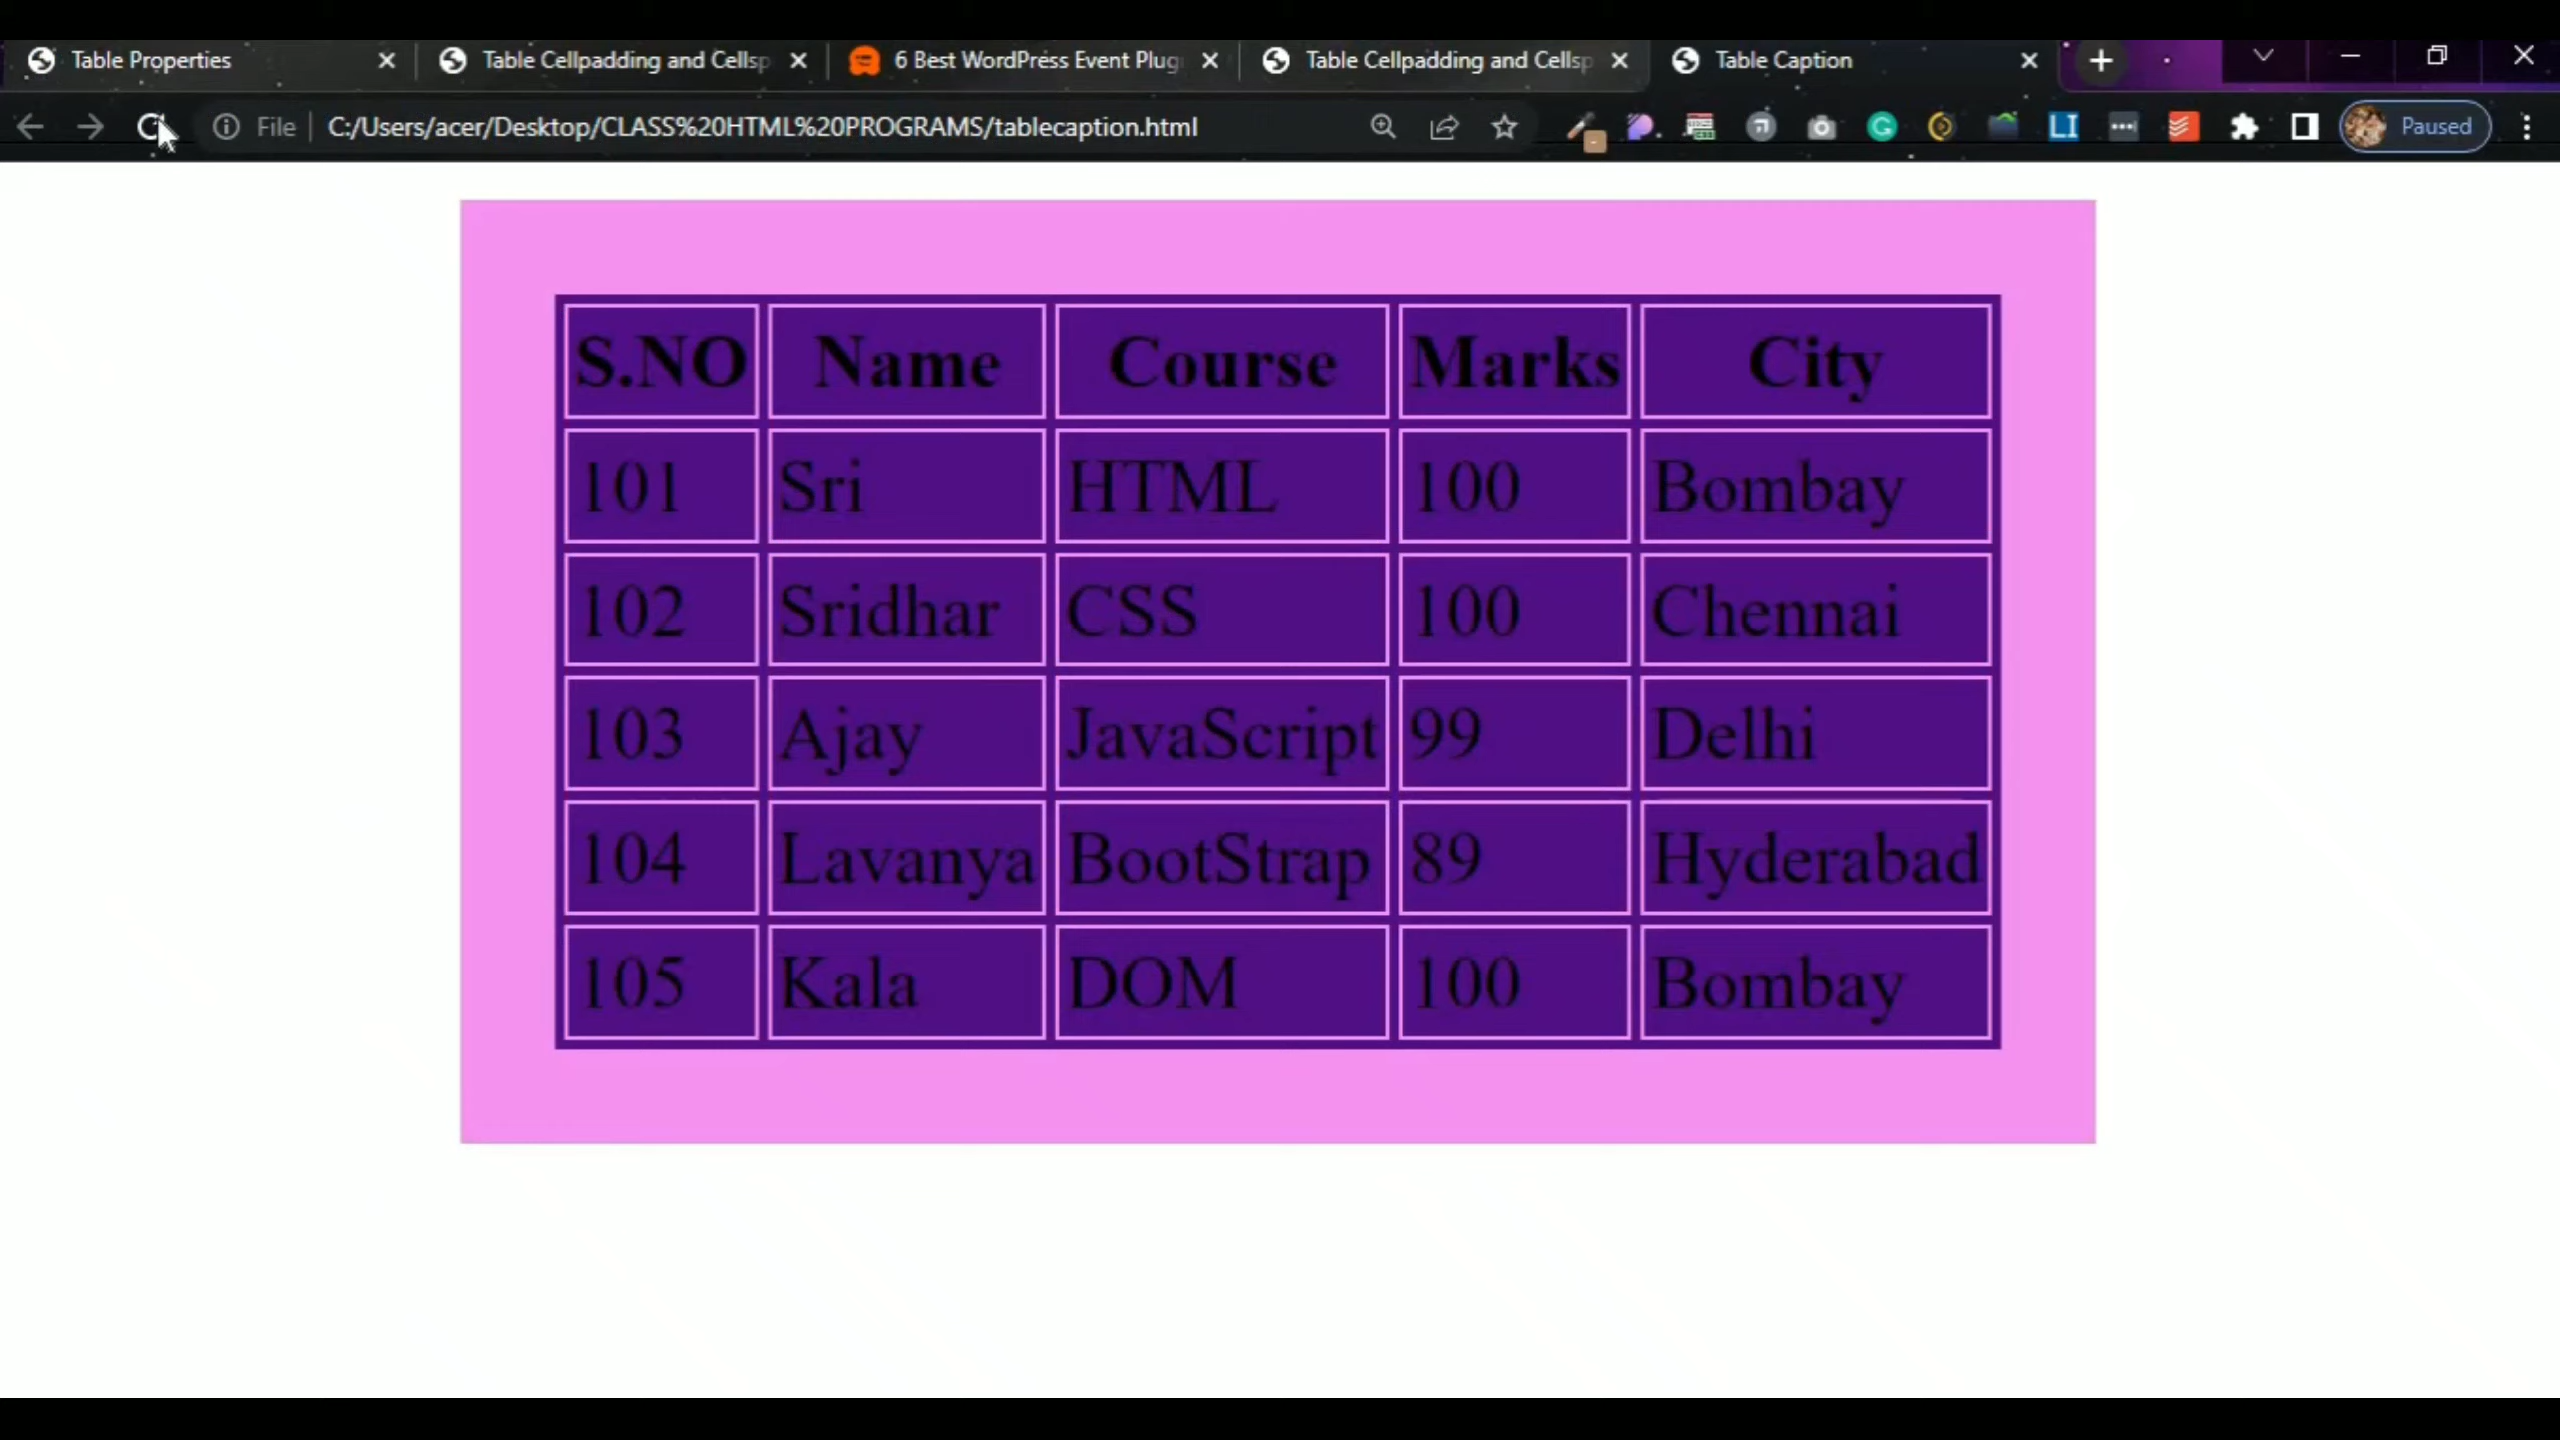 Table Properties
Table Cellpadding and Cellsp
6 Best WordPress Event Plug
Table Cellpadding and Cellsp
Table Caption
File
C:/Users/acer/Desktop/CLASS%20HTML%20PROGRAMS/tablecaption.html
LI
Paused
S.NO Name Course Marks City
101 Sri HTML 100 Bombay
102 Sridhar CSS 100 Chennai
103 Ajay JavaScript 99 Delhi
104 Lavanya BootStrap 89 Hyderabad
105 Kala DOM 100 Bombay